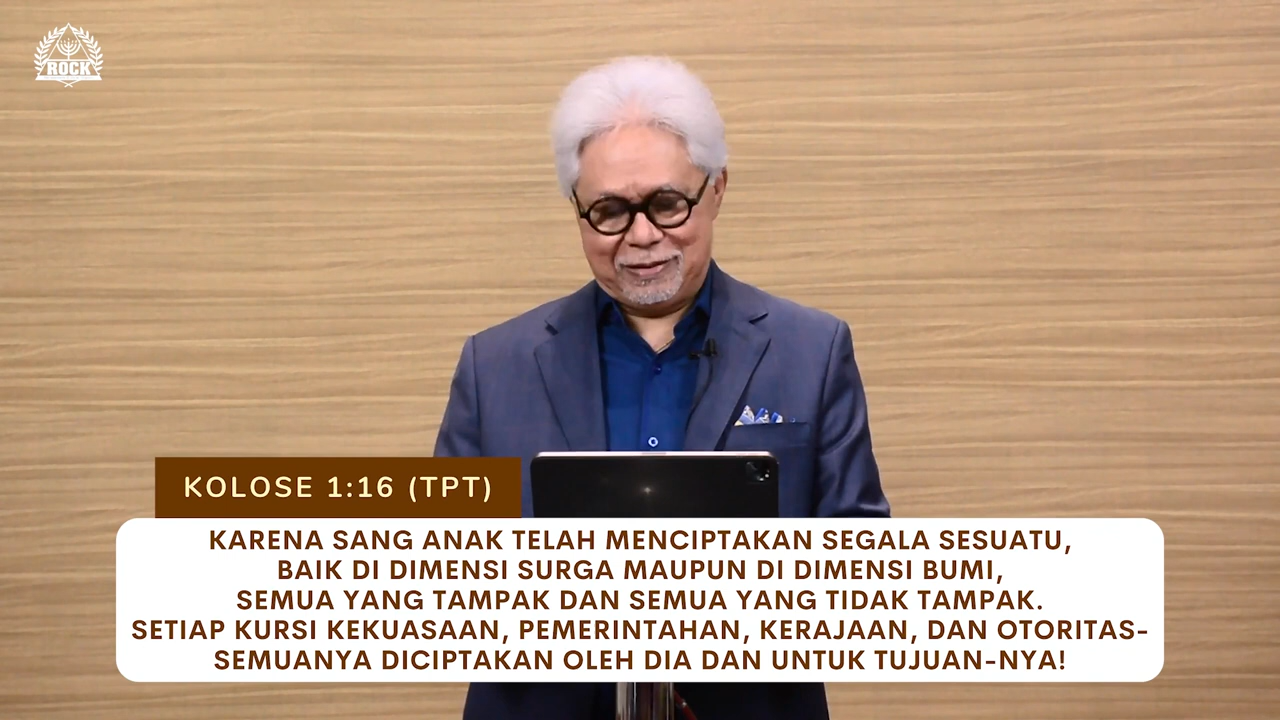 ROCK
KOLOSE 1:16 (TPT)
KARENA SANG ANAK TELAH MENCIPTAKAN SEGALA SESUATU,
BAIK DI DIMENSI SURGA MAUPUN DI DIMENSI BUMI,
SEMUA YANG TAMPAK DAN SEMUA YANG TIDAK TAMPAK.
SETIAP KURSI KEKUASAAN, PEMERINTAHAN, KERAJAAN, DAN OTORITAS-
SEMUANYA DICIPTAKAN OLEH DIA DAN UNTUK TUJUAN-NYA!